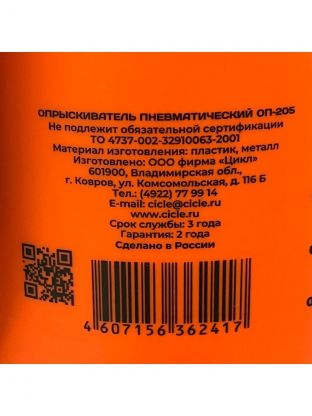 ОПРЫСКИВАТЕЛЬ ПНЕВМАТИЧЕСКИЙ ОП-205
Не подлежит обязательной сертификации
ТО 4737-002-32910063-2001
Материал изготовления: пластик, металл
Изготовлено: ООО фирма «Цикл»
601900, Владимирская обл.,
г. Ковров, ул. Комсомольская, д. 116 Б
Тел.: (4922) 77 99 14
E-mail: cicle@cicle.ru
www.cicle.ru
Срок службы: 3 года
Гарантия: 2 года
Сделано в России
4 607156 362417